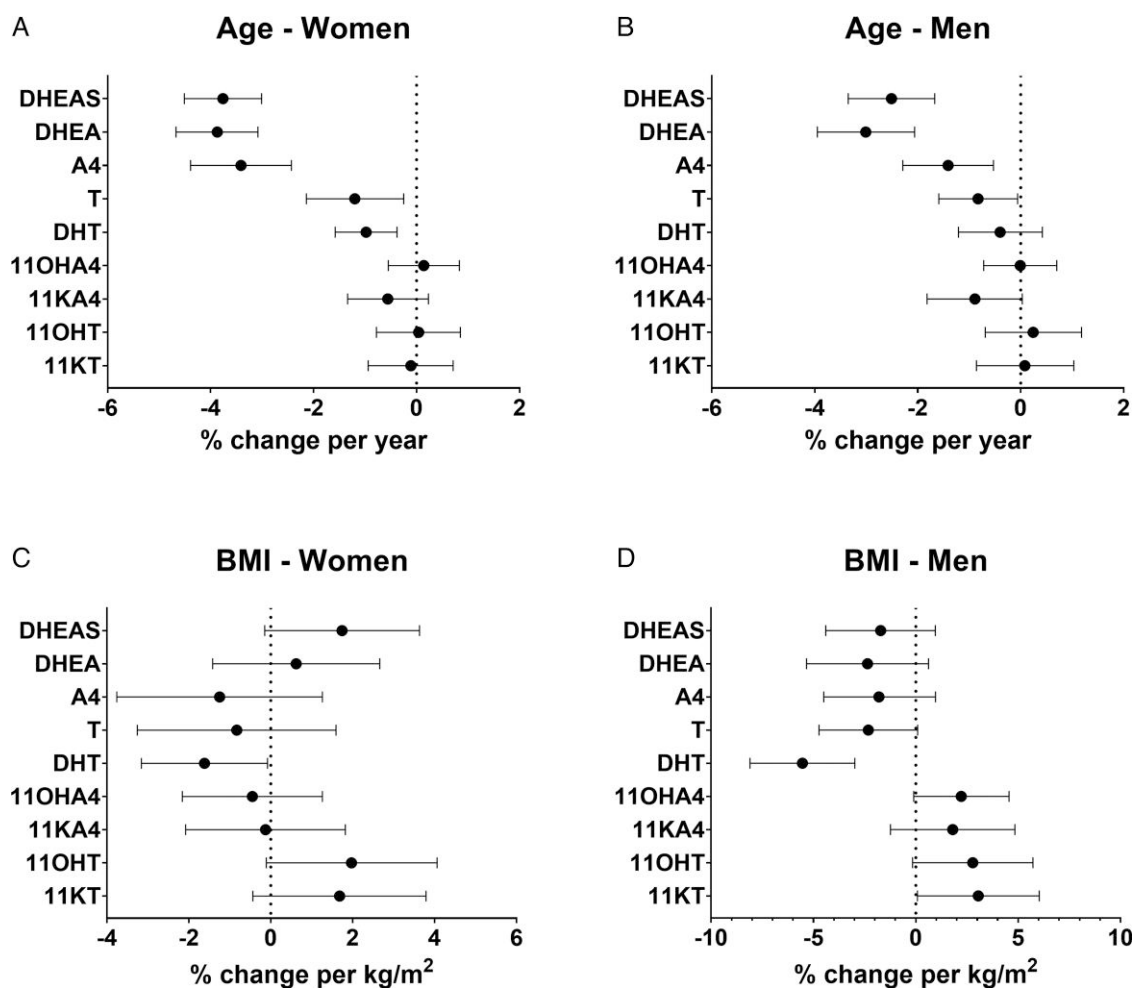 A
Age - Women
DHEAS
DHEA
A4
T
DHT
11OHA4
11KA4
11OHT
11KT
-6 -4 -2 0 2
% change per year
B
Age - Men
DHEAS
DHEA
A4
T
DHT
11OHA4
11KA4
11OHT
11KT
-6 -4 -2 0 2
% change per year
C
BMI - Women
DHEAS
DHEA
A4
T
DHT
11OHA4
11KA4
11OHT
11KT
-4 -2 0 2 4 6
% change per kg/m²
D
BMI - Men
DHEAS
DHEA
A4
T
DHT
11OHA4
11KA4
11OHT
11KT
-10 -5 0 5 10
% change per kg/m²